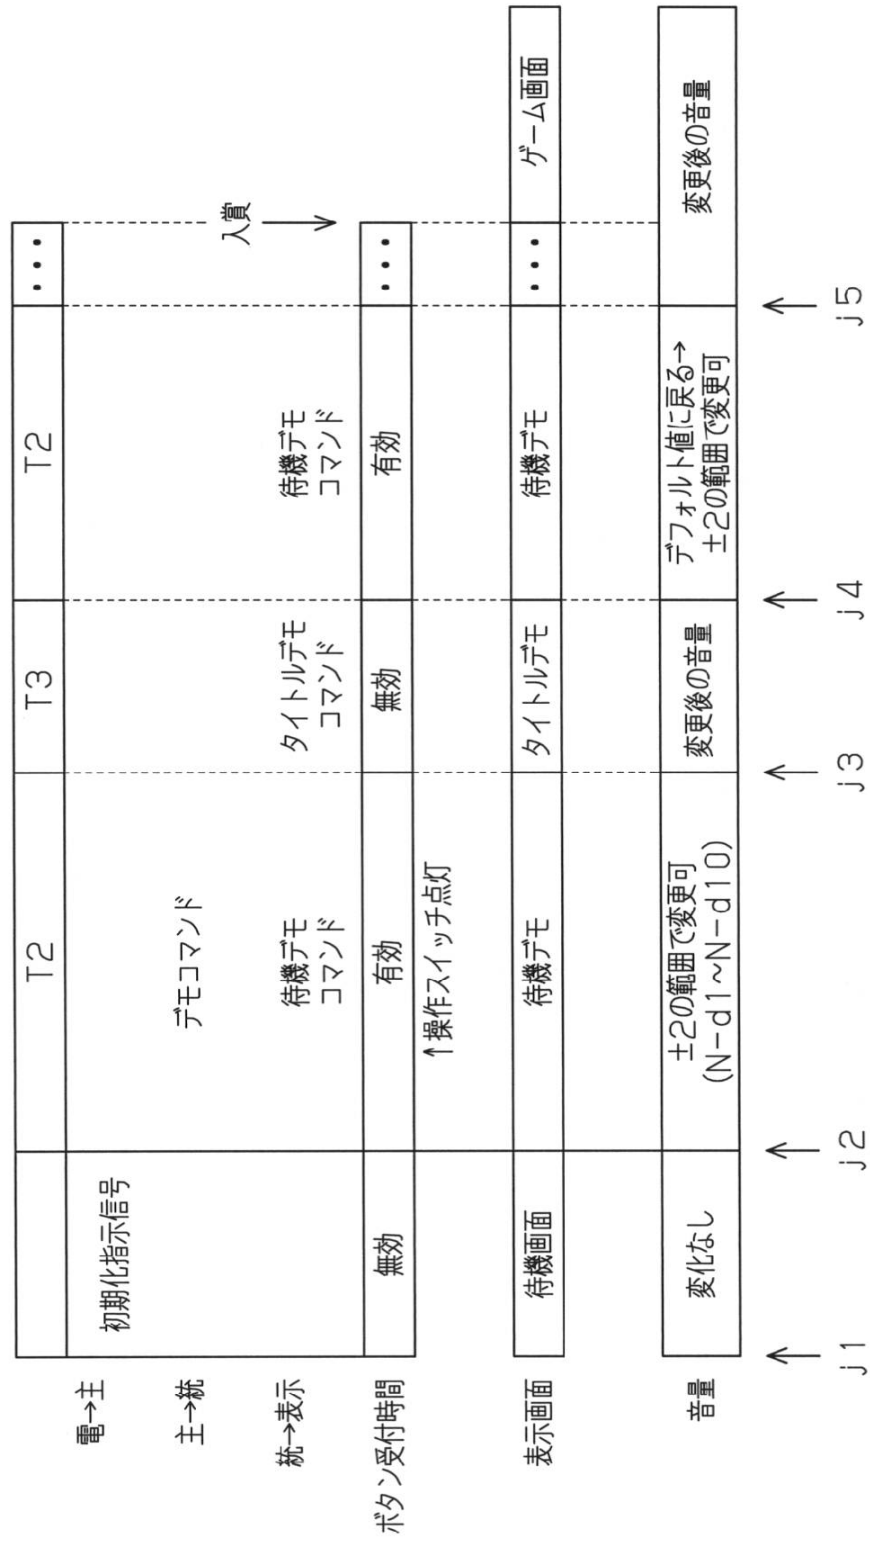 T2
T3
T2
・・・
電→主
初期化指示信号
主→統
デモコマンド
入賞
統→表示
待機デモ
コマンド
タイトルデモ
コマンド
待機デモ
コマンド
ボタン受付時間
無効
有効
無効
有効
・・・
↑操作スイッチ点灯
表示画面
待機画面
待機デモ
タイトルデモ
待機デモ
・・・
ゲーム画面
音量
変化なし
±2の範囲で変更可
(N-d1~N-d10)
変更後の音量
デフォルト値に戻る→
±2の範囲で変更可
変更後の音量
j1
j2
j3
j4
j5